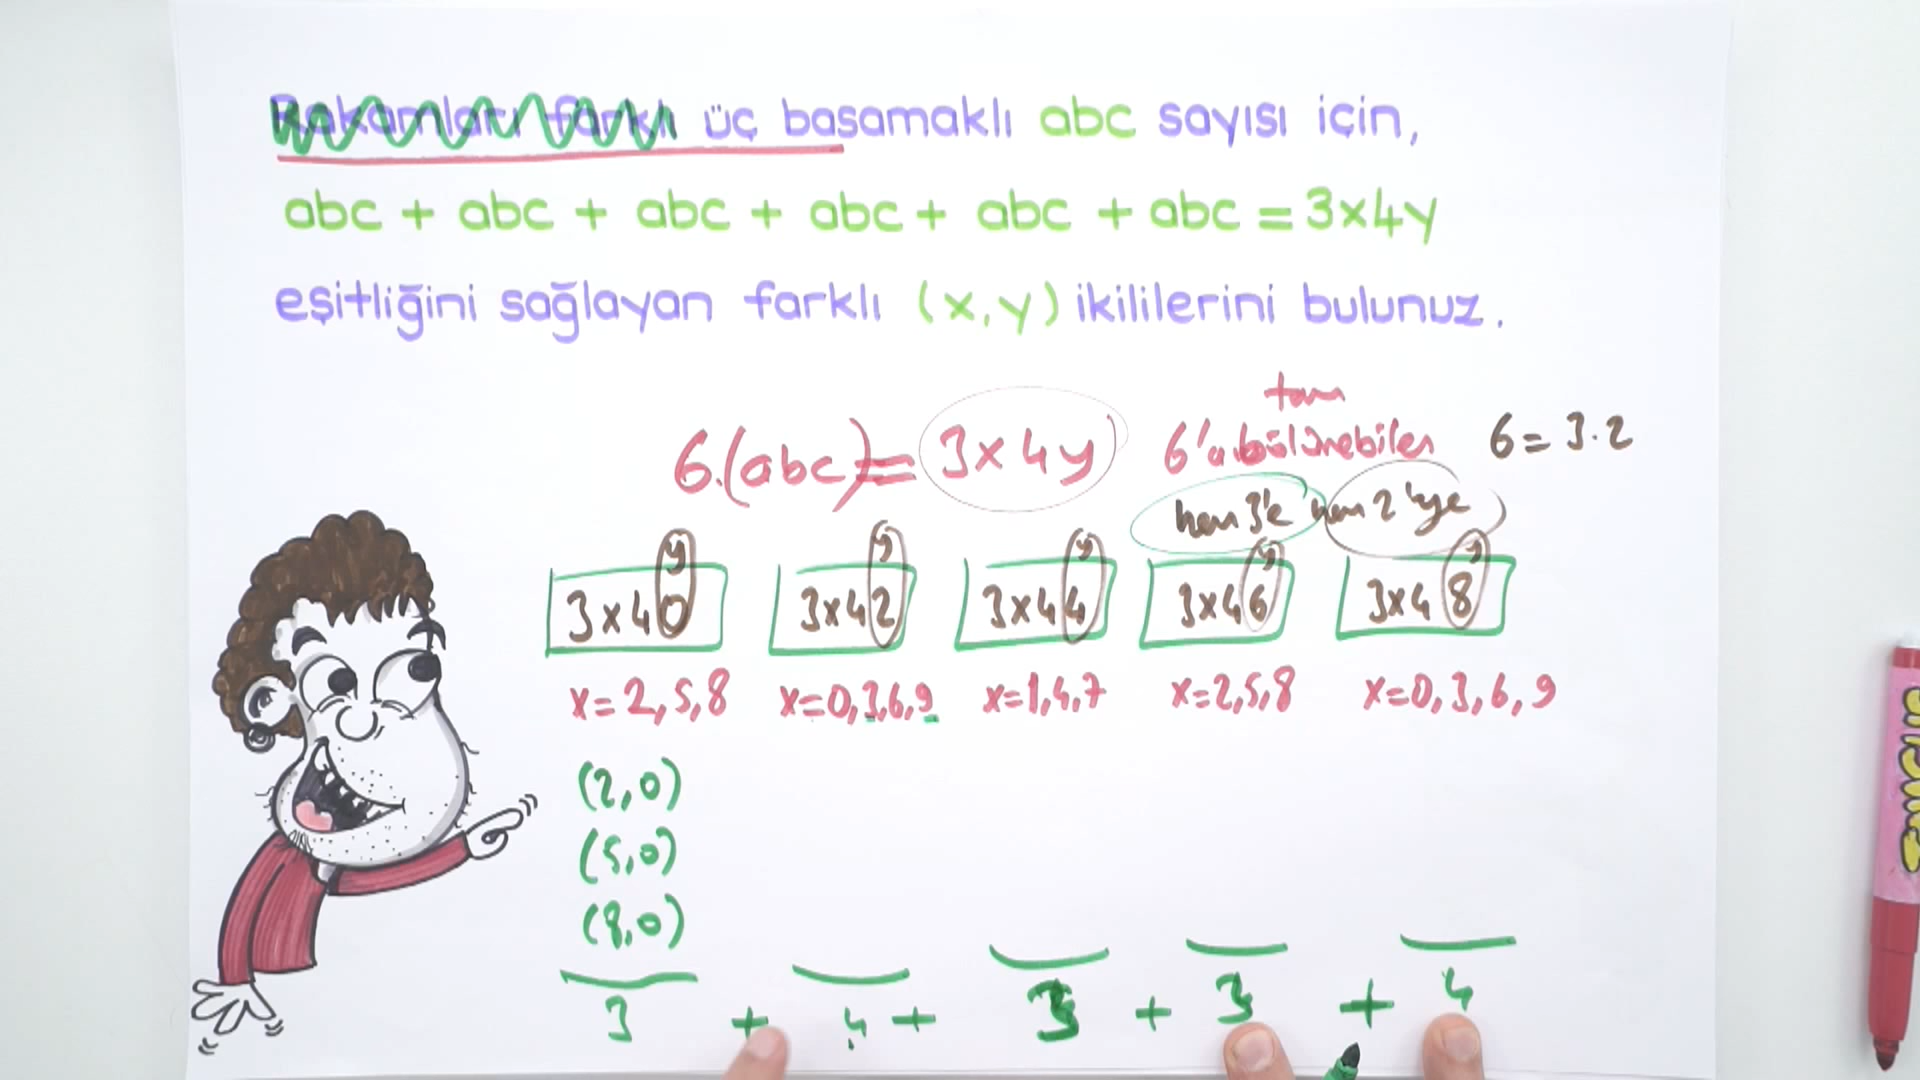 Rakamları farklı üç basamaklı abc sayısı için,
abc + abc + abc + abc + abc + abc = 3x4y
eşitliğini sağlayan farklı (x,y) ikililerini bulunuz.
tam
6.(abc) = 3x4y 6'a bölünebilen 6 = 3.2
hem 3'e hem 2'ye
y y y y y
3x40 3x42 3x44 3x46 3x48
x=2,5,8 x=0,3,6,9 x=1,4,7 x=2,5,8 x=0,3,6,9
(2,0)
(5,0)
(8,0)
3 + 4 + 3 + 3 + 4